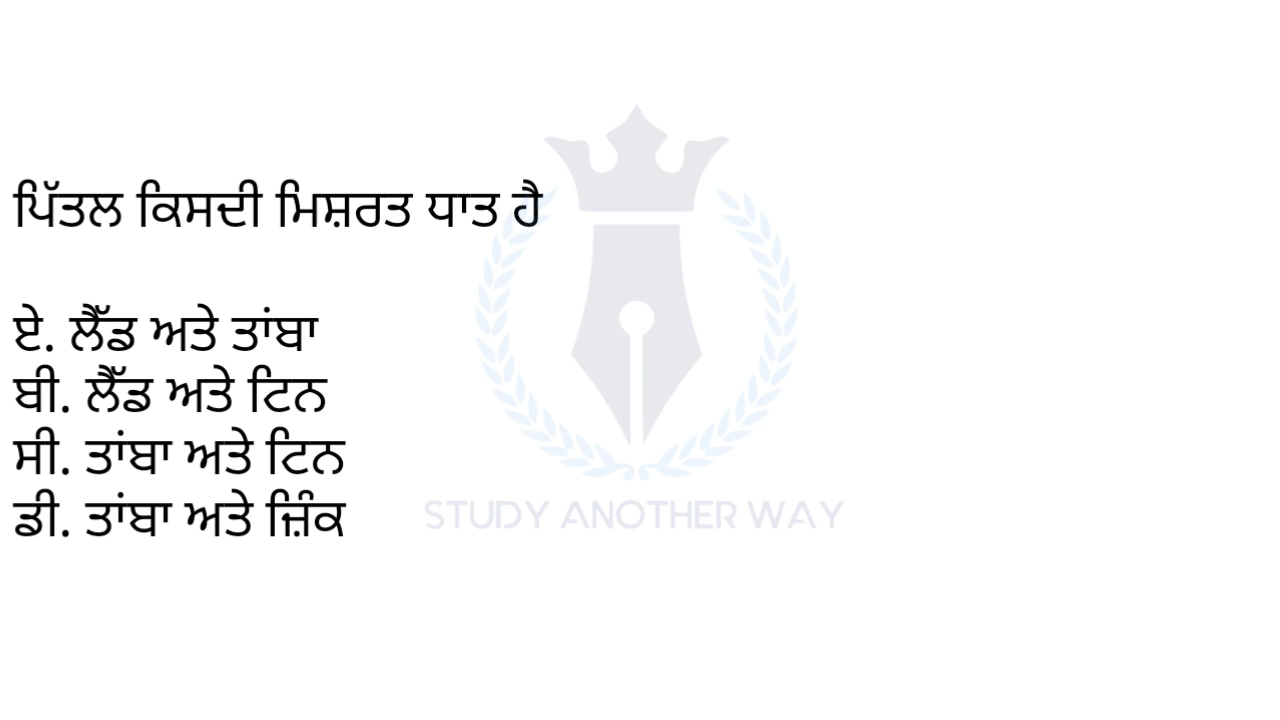 ਪਿੱਤਲ ਕਿਸਦੀ ਮਿਸ਼ਰਤ ਧਾਤ ਹੈ
ਏ. ਲੈੱਡ ਅਤੇ ਤਾਂਬਾ
ਬੀ. ਲੈੱਡ ਅਤੇ ਟਿਨ
ਸੀ. ਤਾਂਬਾ ਅਤੇ ਟਿਨ
ਡੀ. ਤਾਂਬਾ ਅਤੇ ਜ਼ਿੰਕ
STUDY ANOTHER WAY